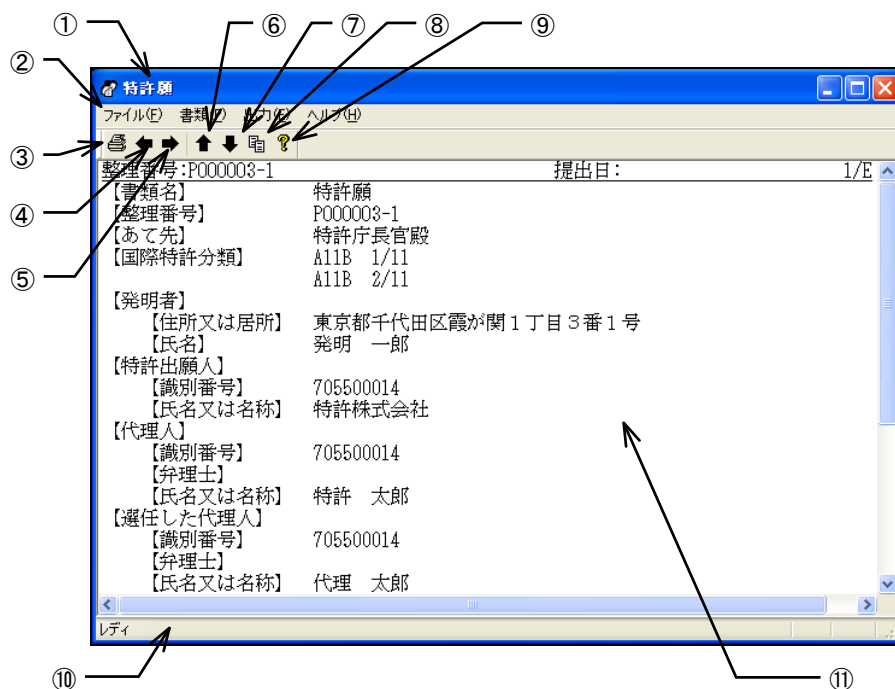 ① ⑥ ⑦ ⑧ ⑨
②
特許願
ファイル(F) 書類(P) 出力(E) ヘルプ(H)
③
整理番号:P000003-1 提出日: 1/E
【書類名】 特許願
④
【整理番号】 P000003-1
【あて先】 特許庁長官殿
【国際特許分類】 A11B 1/11
⑤
A11B 2/11
【発明者】
【住所又は居所】 東京都千代田区霞が関1丁目3番1号
【氏名】 発明 一郎
【特許出願人】
【識別番号】 705500014
【氏名又は名称】 特許株式会社
【代理人】
【識別番号】 705500014
【弁理士】
【氏名又は名称】 特許 太郎
【選任した代理人】
【識別番号】 705500014
【弁理士】
【氏名又は名称】 代理 太郎
レディ
⑩ ⑪